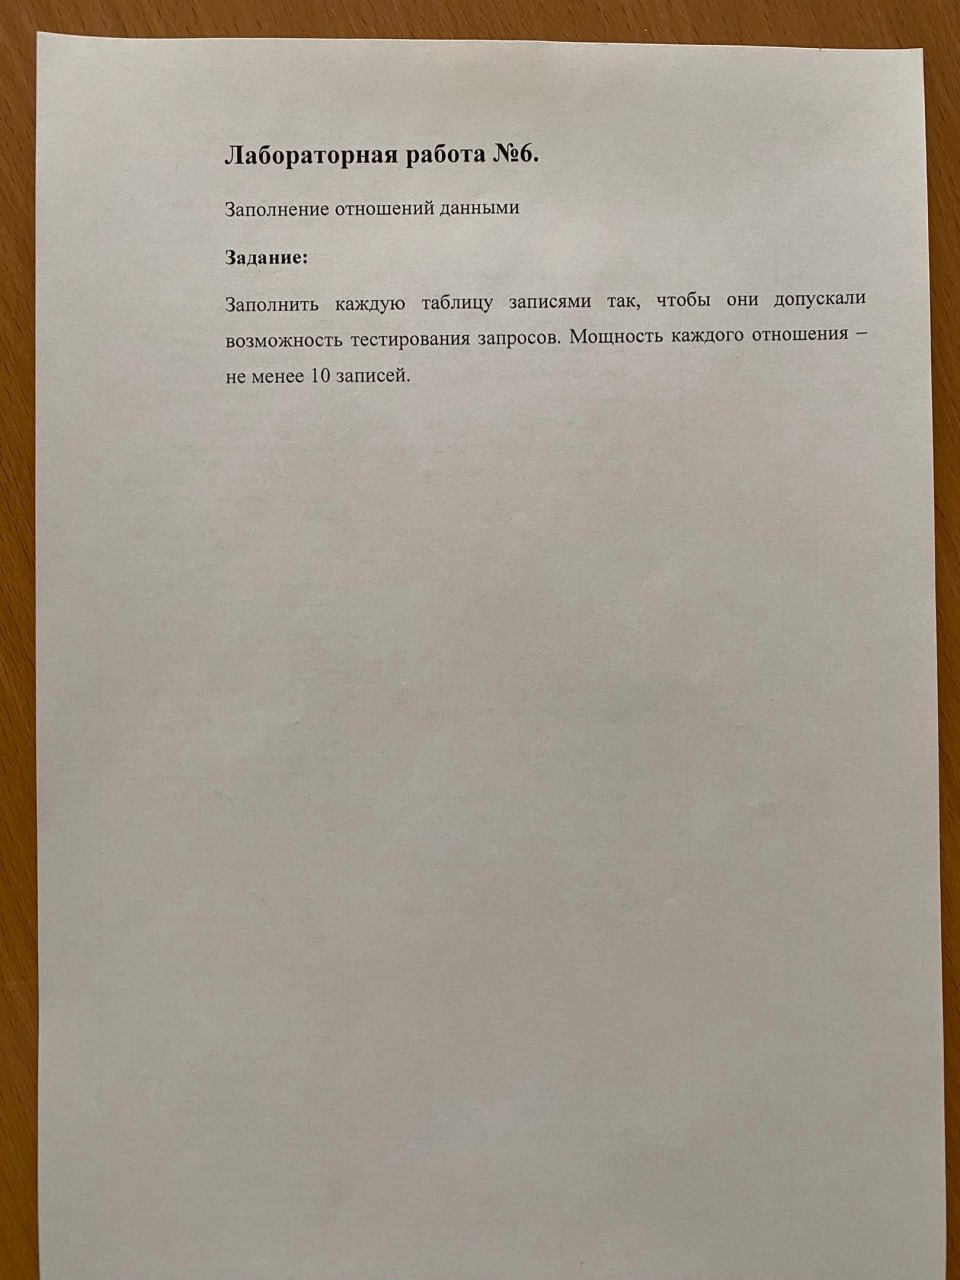 Лабораторная работа №6.
Заполнение отношений данными
Задание:
Заполнить каждую таблицу записями так, чтобы они допускали
возможность тестирования запросов. Мощность каждого отношения –
не менее 10 записей.